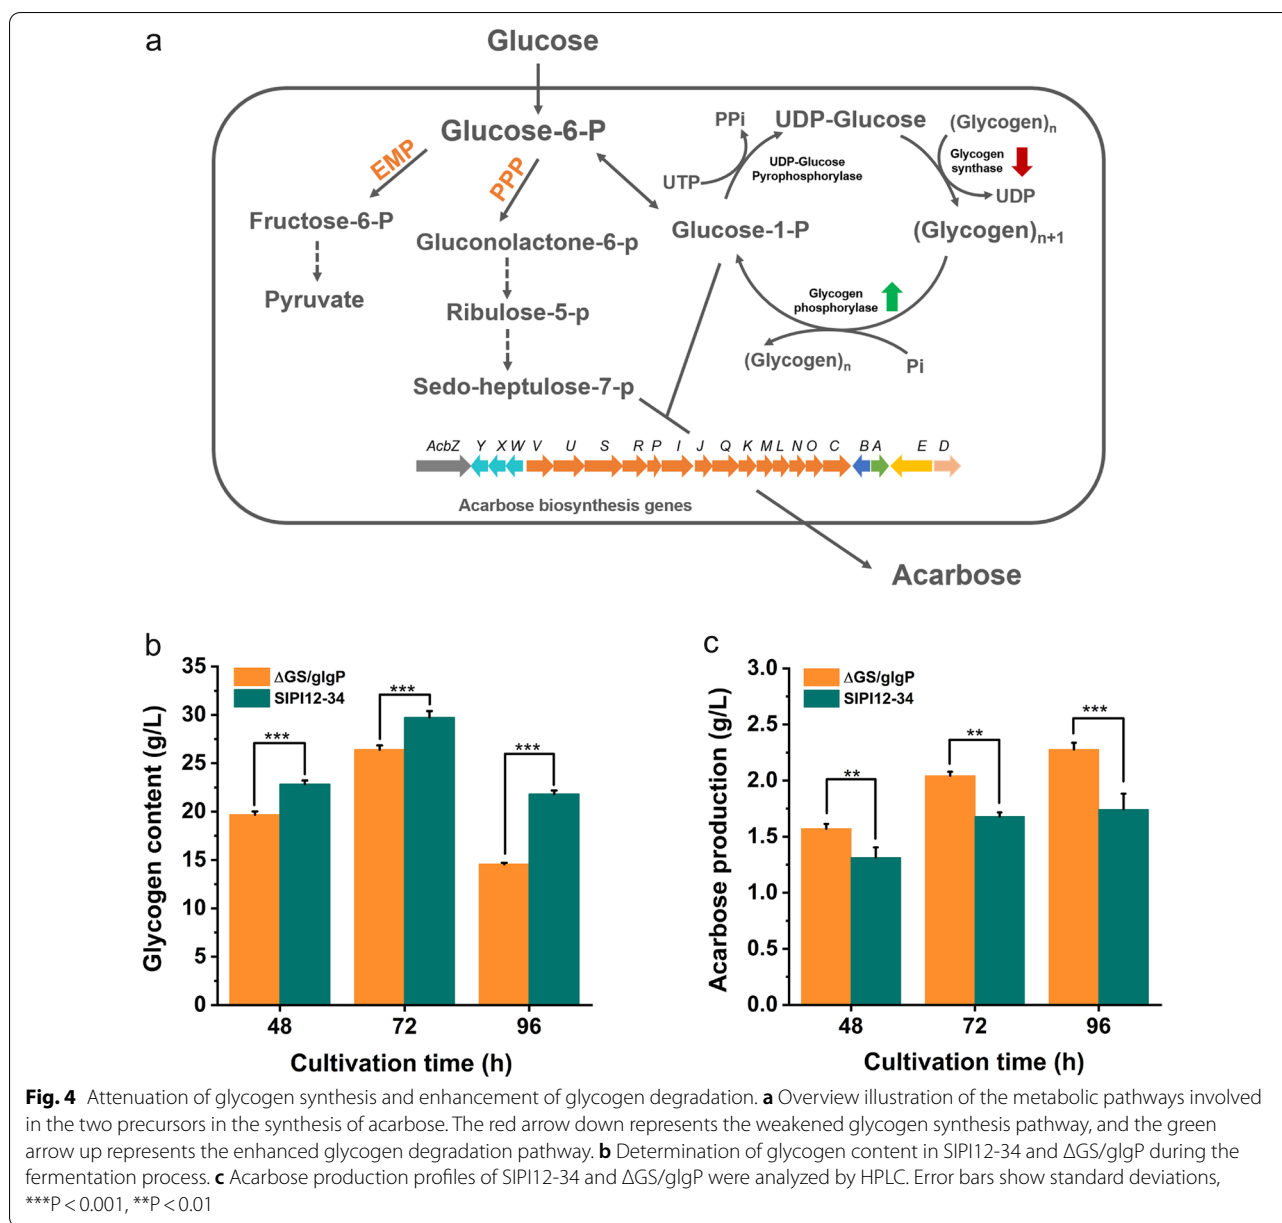 a
Glucose
Glucose-6-P
EMP
PPP
Fructose-6-P
Pyruvate
Gluconolactone-6-p
Ribulose-5-p
Sedo-heptulose-7-p
PPi
UDP-Glucose
(Glycogen)n
UTP
UDP-Glucose
Pyrophosphorylase
Glycogen
synthase
UDP
Glucose-1-P
(Glycogen)n+1
Glycogen
phosphorylase
(Glycogen)n
Pi
AcbZ Y X W V U S R P I J Q K M L N O C B A E D
Acarbose biosynthesis genes
Acarbose
b
Glycogen content (g/L)
35
30
25
20
15
10
5
0
ΔGS/glgP
SIPI12-34
***
***
***
48 72 96
Cultivation time (h)
c
Acarbose production (g/L)
3.0
2.5
2.0
1.5
1.0
0.5
0.0
ΔGS/glgP
SIPI12-34
**
**
***
48 72 96
Cultivation time (h)
Fig. 4 Attenuation of glycogen synthesis and enhancement of glycogen degradation. a Overview illustration of the metabolic pathways involved
in the two precursors in the synthesis of acarbose. The red arrow down represents the weakened glycogen synthesis pathway, and the green
arrow up represents the enhanced glycogen degradation pathway. b Determination of glycogen content in SIPI12-34 and ΔGS/glgP during the
fermentation process. c Acarbose production profiles of SIPI12-34 and ΔGS/glgP were analyzed by HPLC. Error bars show standard deviations,
***P < 0.001, **P < 0.01